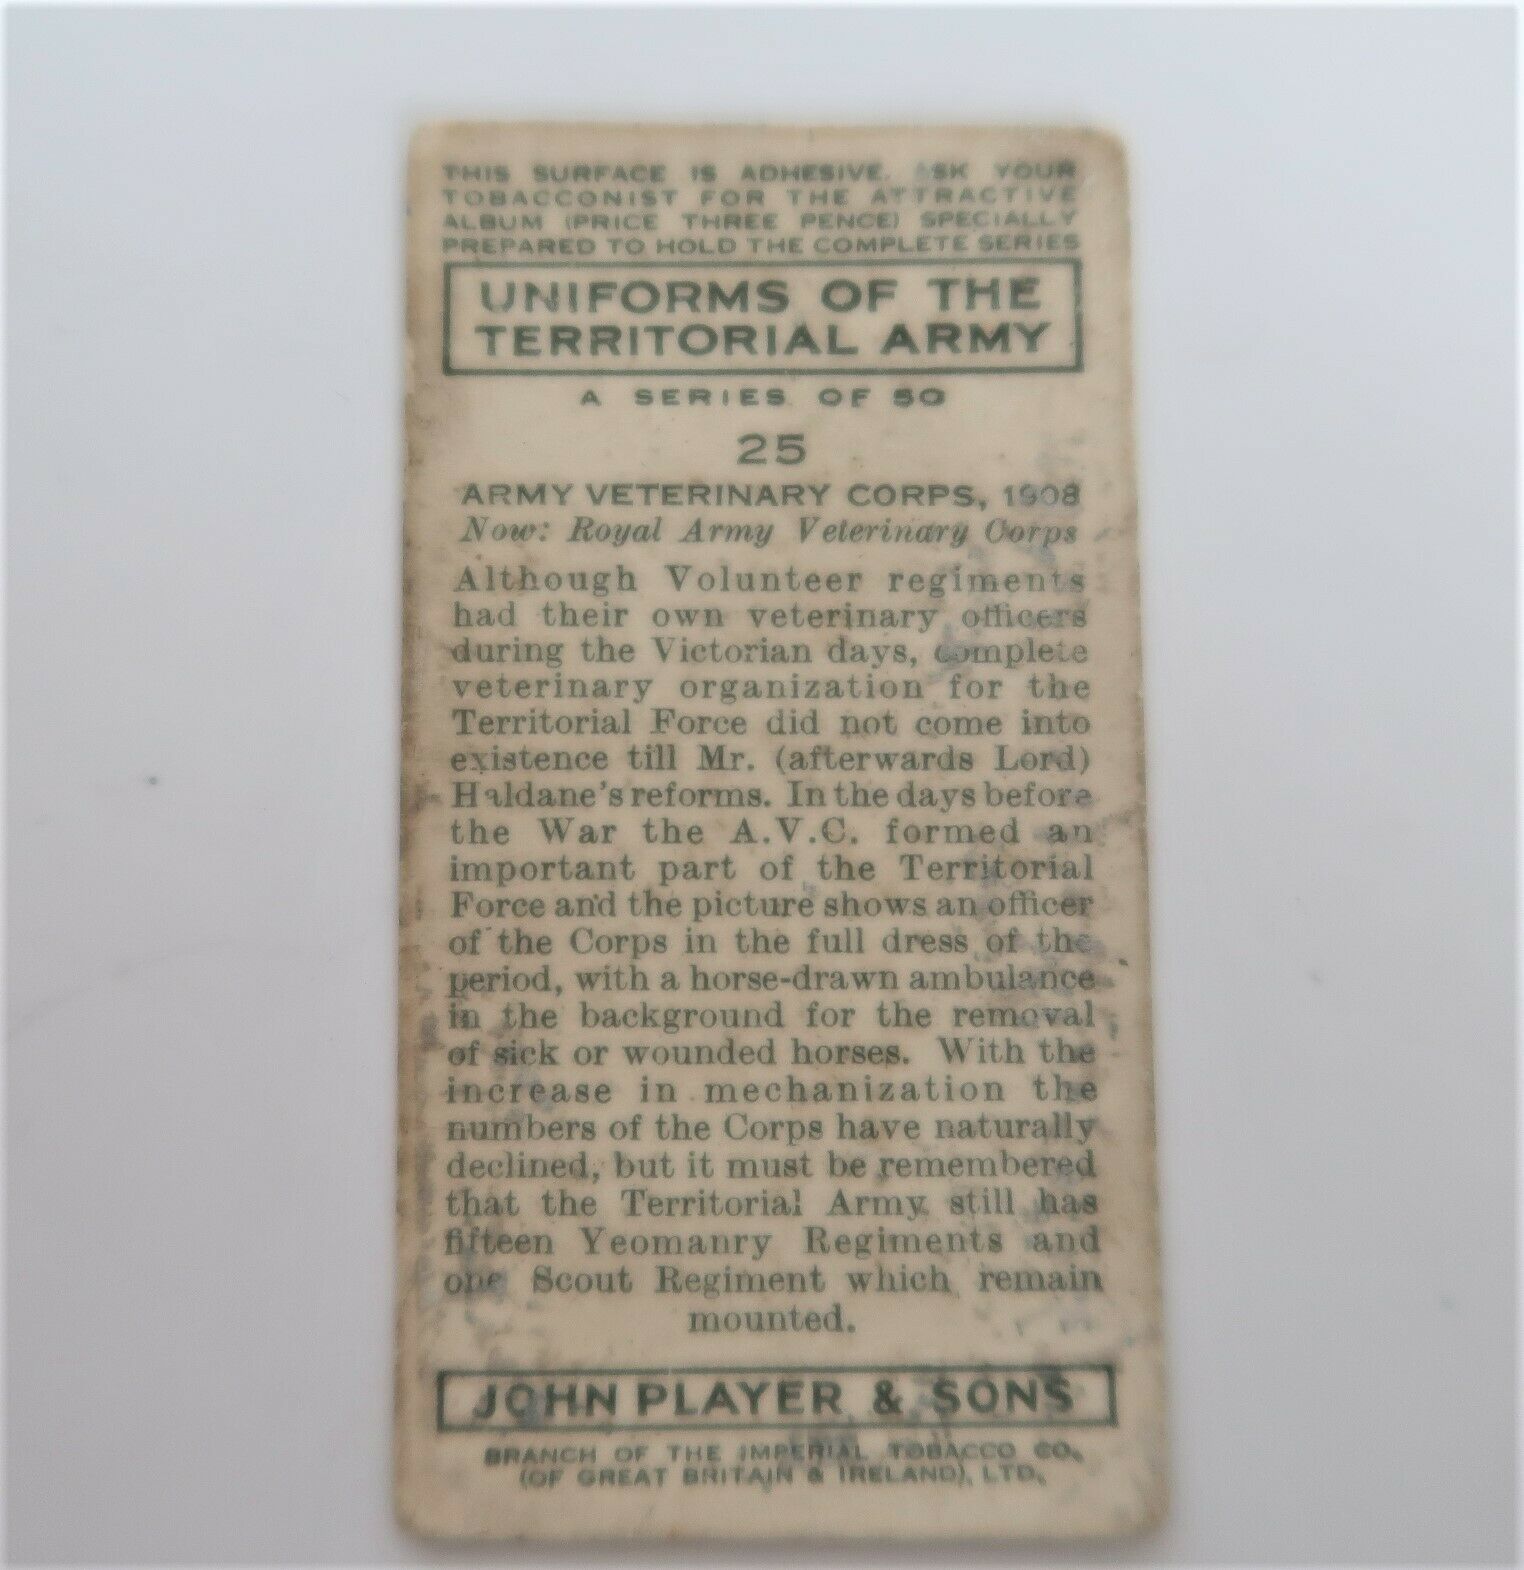 THIS SURFACE IS ADHESIVE. ASK YOUR
TOBACCONIST FOR THE ATTRACTIVE
ALBUM (PRICE THREE PENCE) SPECIALLY
PREPARED TO HOLD THE COMPLETE SERIES
UNIFORMS OF THE
TERRITORIAL ARMY
A SERIES OF 50
25
ARMY VETERINARY CORPS, 1908
Now: Royal Army Veterinary Corps
Although Volunteer regiments
had their own veterinary officers
during the Victorian days, complete
veterinary organization for the
Territorial Force did not come into
existence till Mr. (afterwards Lord)
Haldane's reforms. In the days before
the War the A.V.C. formed an
important part of the Territorial
Force and the picture shows an officer
of the Corps in the full dress of the
period, with a horse-drawn ambulance
in the background for the removal
of sick or wounded horses. With the
increase in mechanization the
numbers of the Corps have naturally
declined, but it must be remembered
that the Territorial Army still has
fifteen Yeomanry Regiments and
one Scout Regiment which remain
mounted.
JOHN PLAYER & SONS
BRANCH OF THE IMPERIAL TOBACCO CO.
(OF GREAT BRITAIN & IRELAND), LTD.